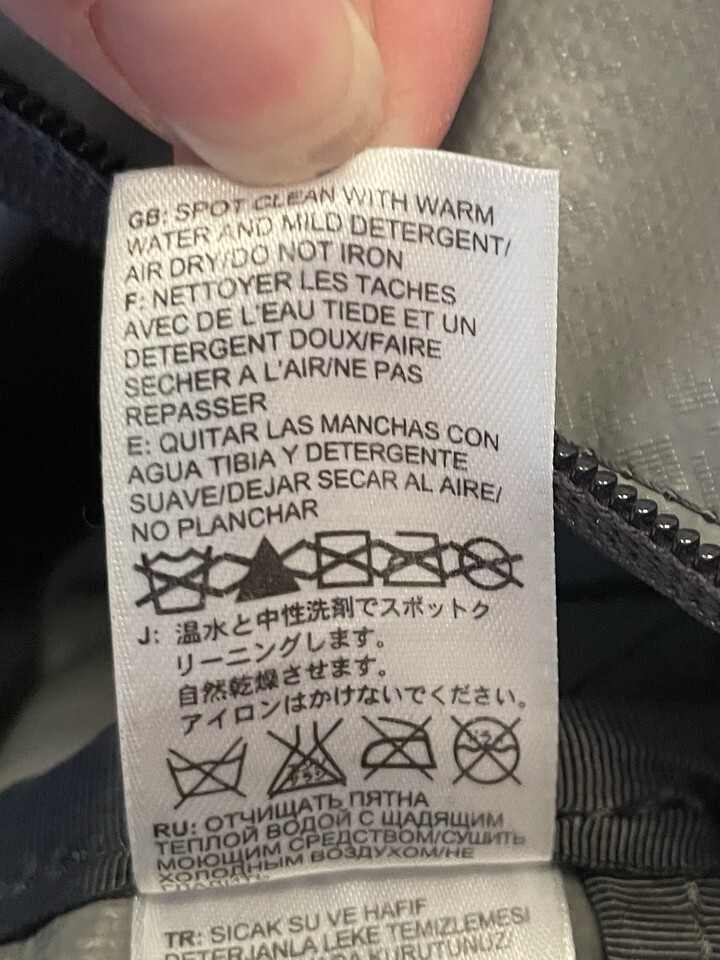 GB: SPOT CLEAN WITH WARM
WATER AND MILD DETERGENT/
AIR DRY/DO NOT IRON
F: NETTOYER LES TACHES
AVEC DE L'EAU TIEDE ET UN
DETERGENT DOUX/FAIRE
SECHER A L'AIR/NE PAS
REPASSER
E: QUITAR LAS MANCHAS CON
AGUA TIBIA Y DETERGENTE
SUAVE/DEJAR SECAR AL AIRE/
NO PLANCHAR
J: 温水と中性洗剤でスポットク
リーニングします。
自然乾燥させます。
アイロンはかけないでください。
RU: ОТЧИЩАТЬ ПЯТНА
ТЕПЛОЙ ВОДОЙ С ЩАДЯЩИМ
МОЮЩИМ СРЕДСТВОМ/СУШИТЬ
ХОЛОДНЫМ ВОЗДУХОМ/НЕ
TR: SICAK SU VE HAFIF
DETERJANLA LEKE TEMIZLEMESI
KURUTUNUZ/